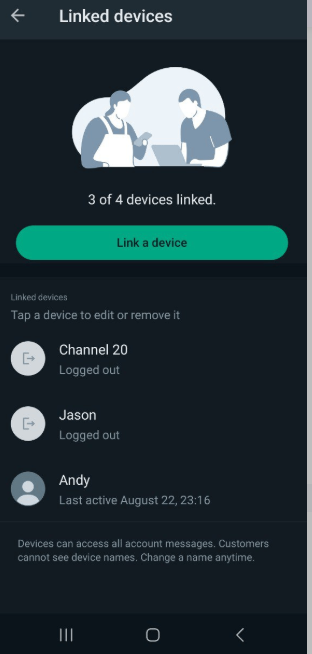 Linked devices
3 of 4 devices linked.
Link a device
Linked devices
Tap a device to edit or remove it
Channel 20
Logged out
Jason
Logged out
Andy
Last active August 22, 23:16
Devices can access all account messages. Customers
cannot see device names. Change a name anytime.